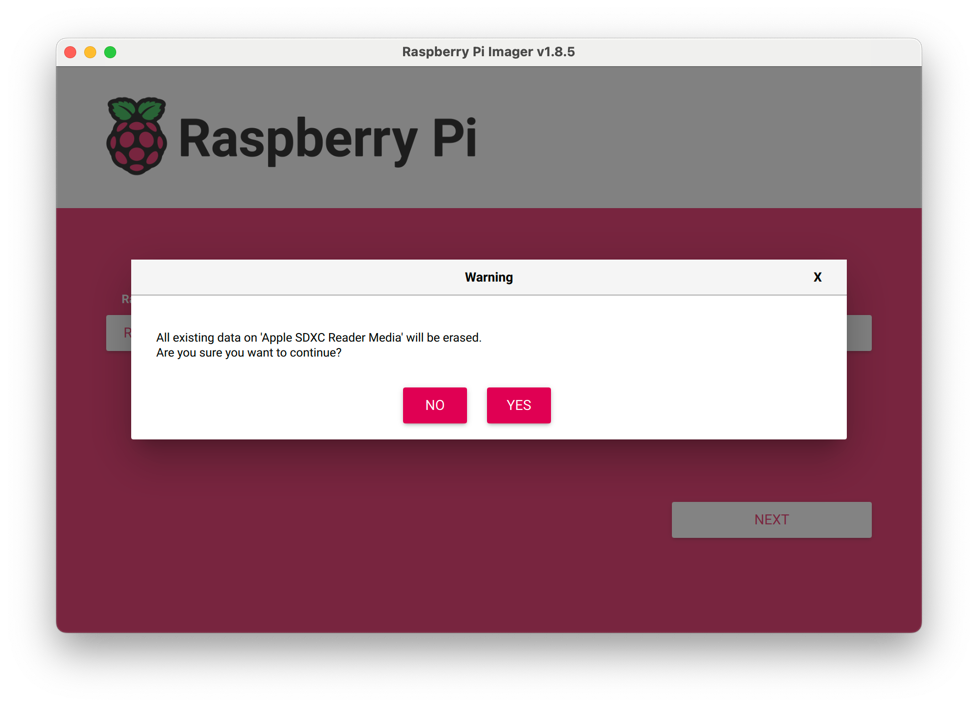 Raspberry Pi Imager v1.8.5
Raspberry Pi
Warning
X
All existing data on 'Apple SDXC Reader Media' will be erased.
Are you sure you want to continue?
NO
YES
NEXT